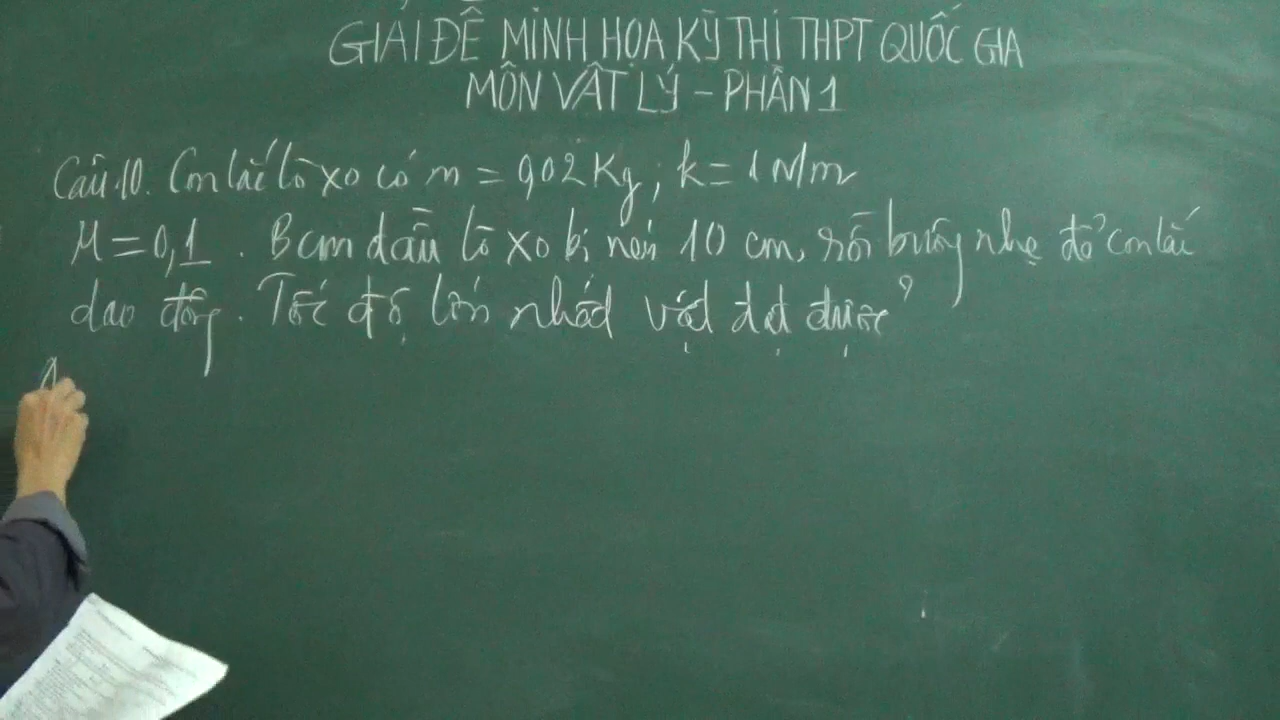 GIẢI ĐỀ MINH HỌA KỲ THI THPT QUỐC GIA
MÔN VẬT LÝ - PHẦN 1
Câu 10. Con lắc lò xo có m = 0,02 Kg; k = 1 N/m
μ = 0,1. Ban đầu lò xo bị nén 10 cm, rồi buông nhẹ để con lắc
dao động. Tốc độ lớn nhất vật đạt được?